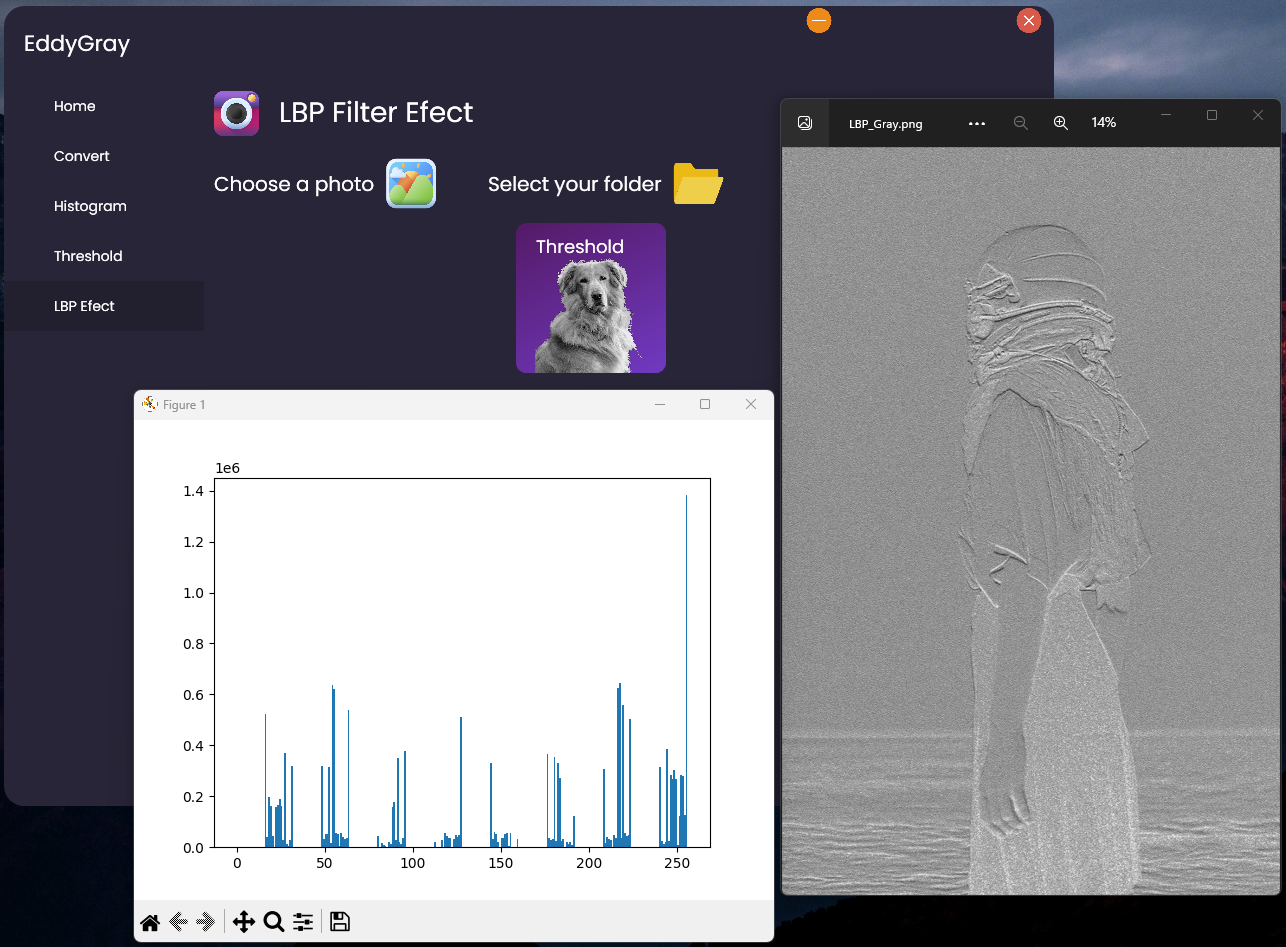 EddyGray
Home
Convert
Histogram
Threshold
LBP Efect
LBP Filter Efect
Choose a photo
Select your folder
Threshold
LBP_Gray.png
14%
Figure 1
1e6
1.4
1.2
1.0
0.8
0.6
0.4
0.2
0.0
0 50 100 150 200 250